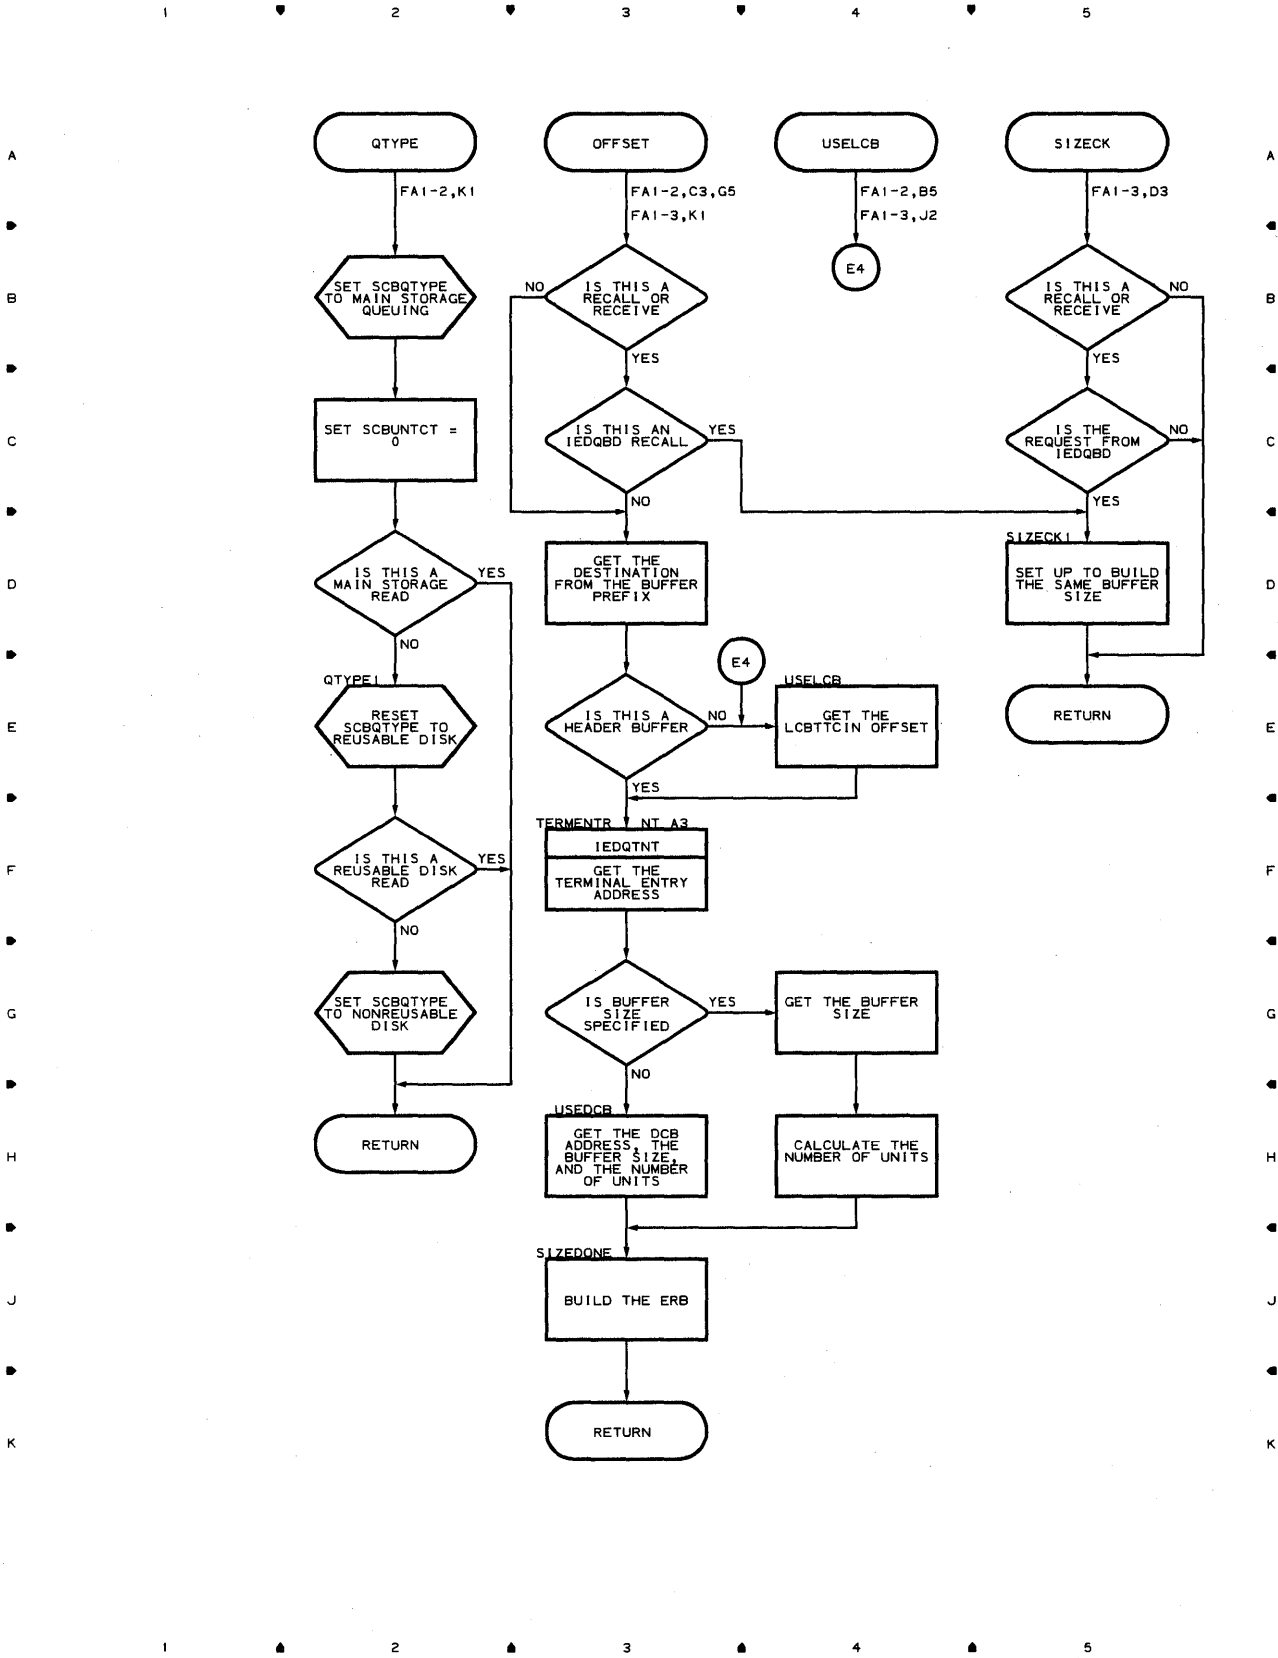 1 2 3 4 5
QTYPE
OFFSET
USELCB
SIZECK
A
A
FA1-2,K1
FA1-2,C3,G5
FA1-3,K1
FA1-2,B5
FA1-3,J2
FA1-3,D3
E4
B
B
SET SCBQTYPE
TO MAIN STORAGE
QUEUING
NO
IS THIS A
RECALL OR
RECEIVE
YES
IS THIS A
RECALL OR
RECEIVE
NO
YES
C
C
SET SCBUNTCT =
0
IS THIS AN
IEDQBD RECALL
YES
NO
IS THE
REQUEST FROM
IEDQBD
NO
YES
D
D
IS THIS A
MAIN STORAGE
READ
YES
NO
GET THE
DESTINATION
FROM THE BUFFER
PREFIX
SIZECK1
SET UP TO BUILD
THE SAME BUFFER
SIZE
E4
E
E
QTYPE1
RESET
SCBQTYPE TO
REUSABLE DISK
IS THIS A
HEADER BUFFER
NO
YES
USELCB
GET THE
LCBTTCIN OFFSET
RETURN
F
F
IS THIS A
REUSABLE DISK
READ
YES
NO
TERMENTR NT A3
IEDQTNT
GET THE
TERMINAL ENTRY
ADDRESS
G
G
SET SCBQTYPE
TO NONREUSABLE
DISK
IS BUFFER
SIZE
SPECIFIED
YES
NO
GET THE BUFFER
SIZE
H
H
RETURN
USEDCB
GET THE DCB
ADDRESS, THE
BUFFER SIZE,
AND THE NUMBER
OF UNITS
CALCULATE THE
NUMBER OF UNITS
J
J
SIZEDONE
BUILD THE ERB
K
K
RETURN
1 2 3 4 5